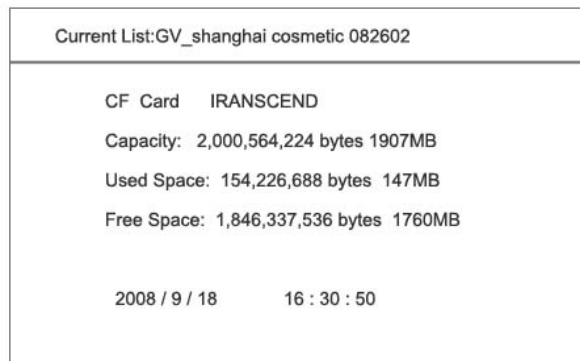 Current List:GV_shanghai cosmetic 082602
CF Card IRANSCEND
Capacity: 2,000,564,224 bytes 1907MB
Used Space: 154,226,688 bytes 147MB
Free Space: 1,846,337,536 bytes 1760MB
2008 / 9 / 18 16 : 30 : 50